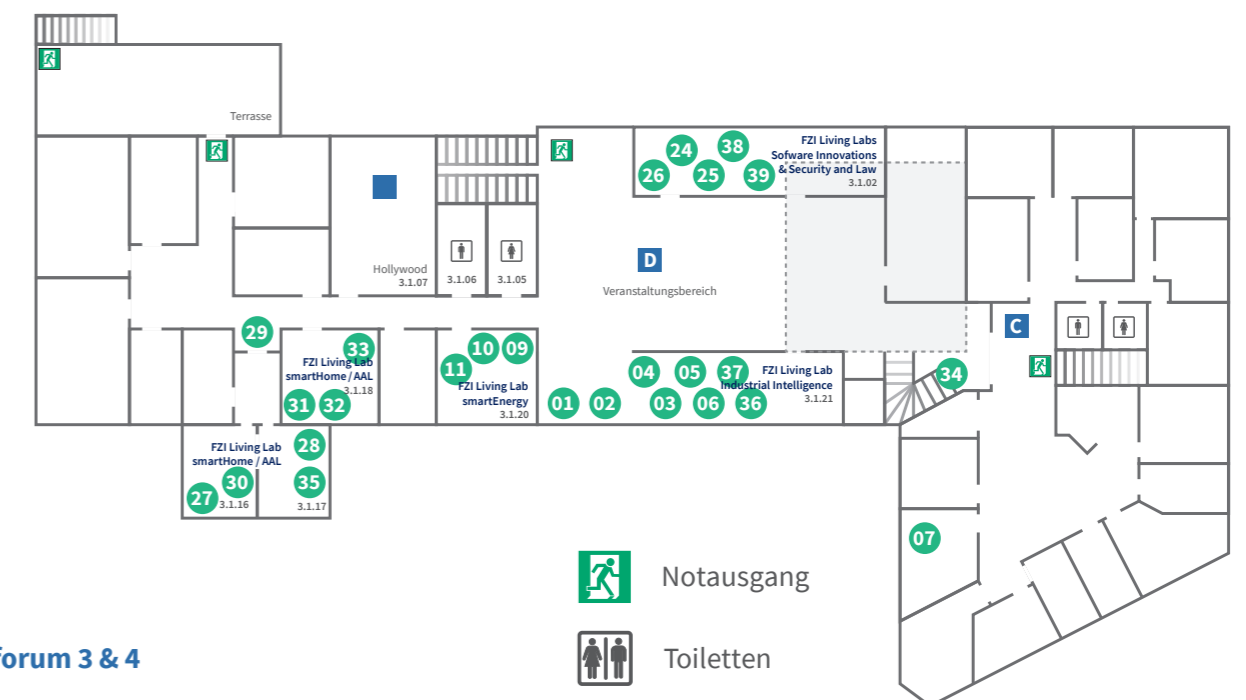 Terrasse
24
38
26
25
39
FZI Living Labs
Sofware Innovations
& Security and Law
3.1.02
Hollywood
3.1.07
3.1.06
3.1.05
D
Veranstaltungsbereich
C
29
33
FZI Living Lab
smartHome / AAL
3.1.18
31
32
10
09
11
FZI Living Lab
smartEnergy
3.1.20
01
02
04
05
37
03
06
36
FZI Living Lab
Industrial Intelligence
3.1.21
34
FZI Living Lab
smartHome / AAL
28
30
27
3.1.16
35
3.1.17
07
Notausgang
Toiletten
forum 3 & 4